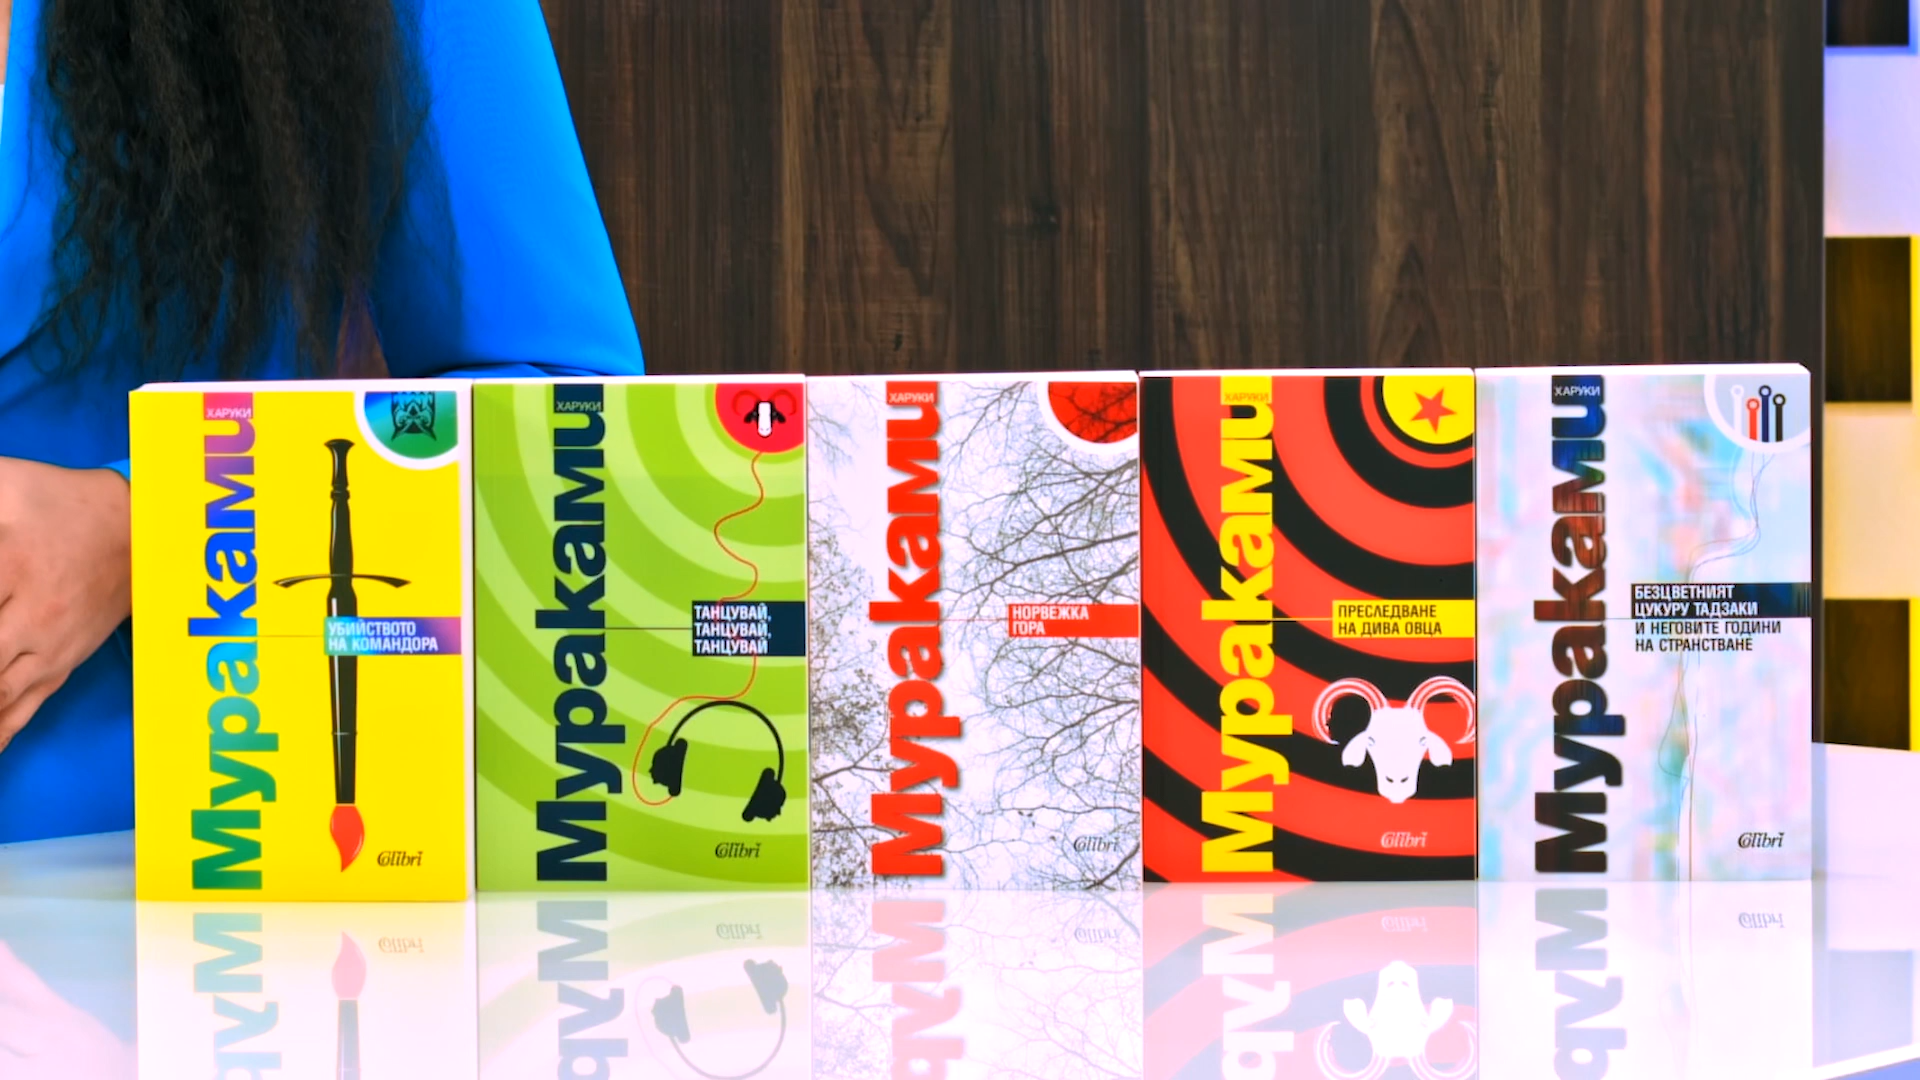 ХАРУКИ
Мураками
УБИЙСТВОТО
НА КОМАНДОРА
Colibri
ХАРУКИ
Мураками
ТАНЦУВАЙ,
ТАНЦУВАЙ,
ТАНЦУВАЙ
Colibri
ХАРУКИ
Мураками
НОРВЕЖКА
ГОРА
Colibri
ХАРУКИ
Мураками
ПРЕСЛЕДВАНЕ
НА ДИВА ОВЦА
Colibri
ХАРУКИ
Мураками
БЕЗЦВЕТНИЯТ
ЦУКУРУ ТАДЗАКИ
И НЕГОВИТЕ ГОДИНИ
НА СТРАНСТВАНЕ
Colibri